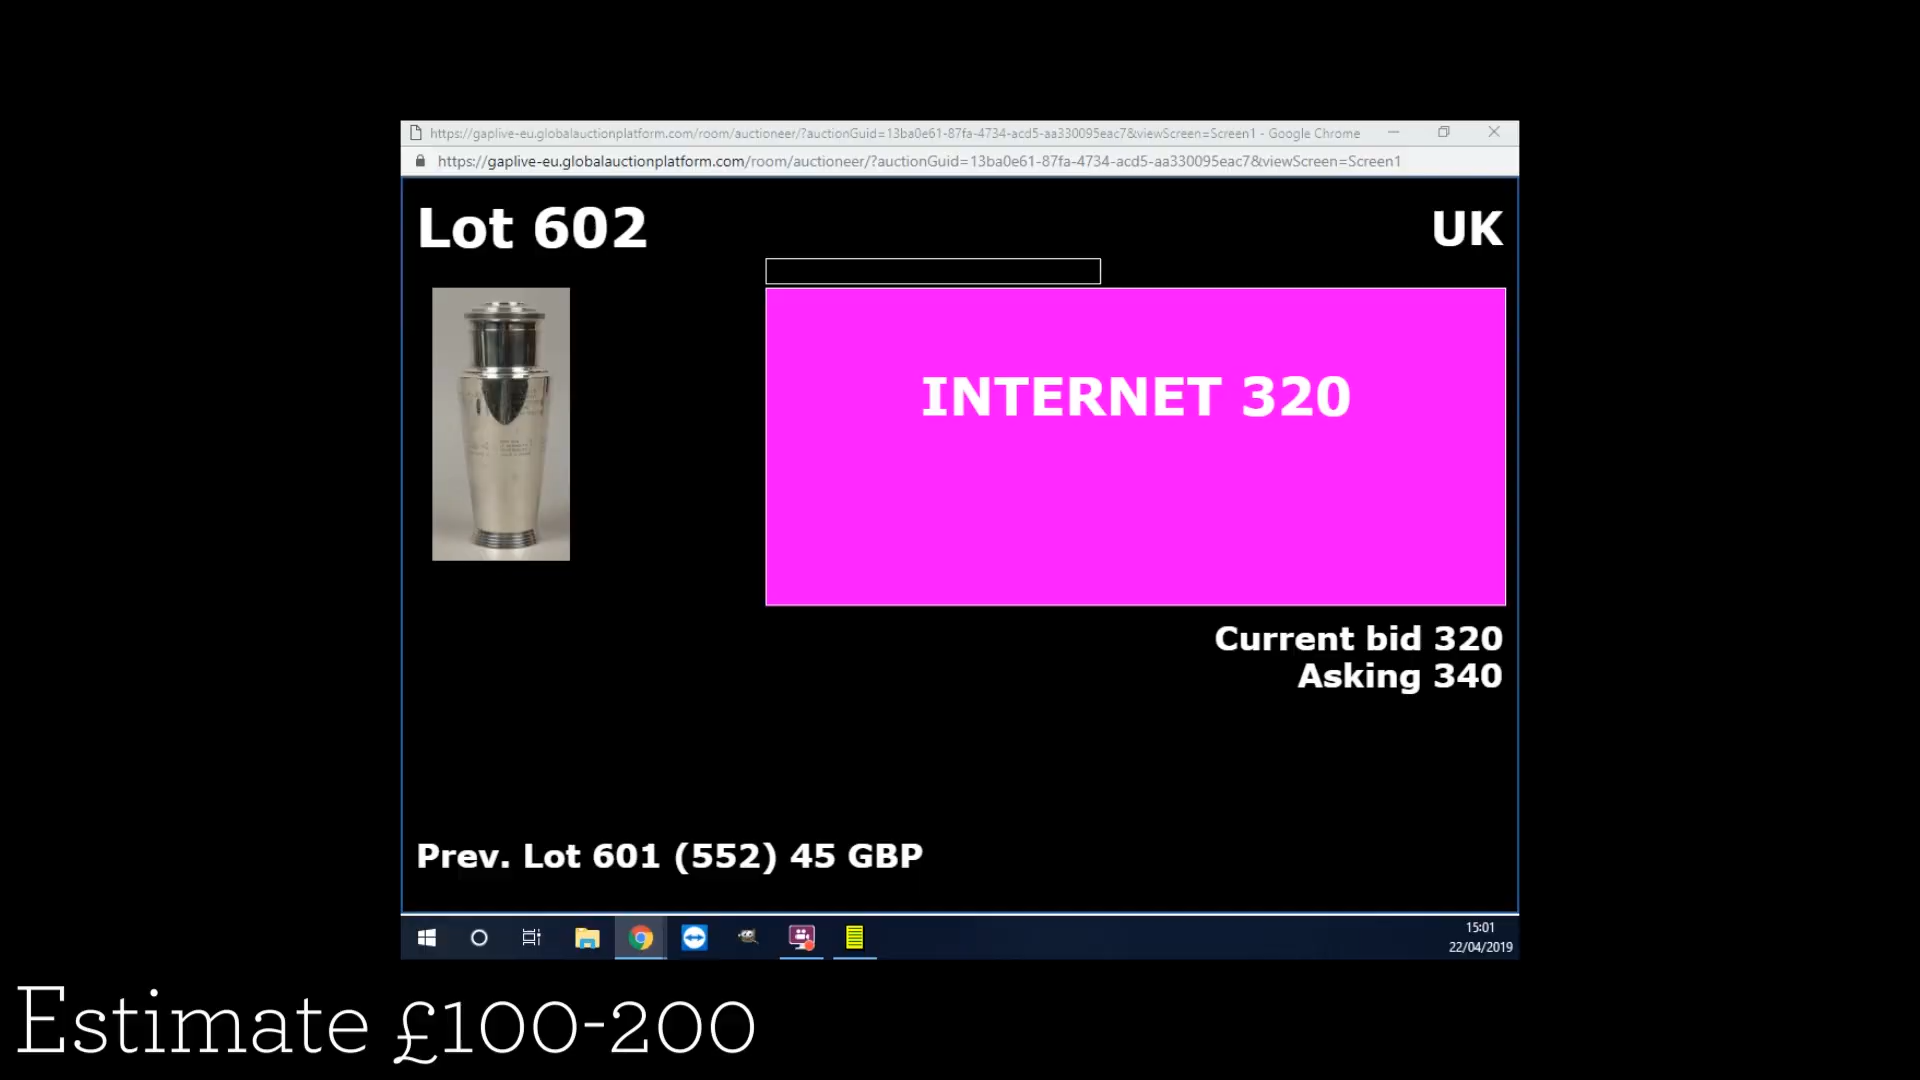 https://gaplive-eu.globalauctionplatform.com/room/auctioneer/?auctionGuid=13ba0e61-87fa-4734-acd5-aa330095eac7&viewScreen=Screen1 - Google Chrome
https://gaplive-eu.globalauctionplatform.com/room/auctioneer/?auctionGuid=13ba0e61-87fa-4734-acd5-aa330095eac7&viewScreen=Screen1
Lot 602
UK
INTERNET 320
Current bid 320
Asking 340
Prev. Lot 601 (552) 45 GBP
15:01
22/04/2019
Estimate £100-200